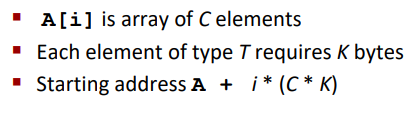 ▪ A[i] is array of C elements
▪ Each element of type T requires K bytes
▪ Starting address A + i * (C * K)